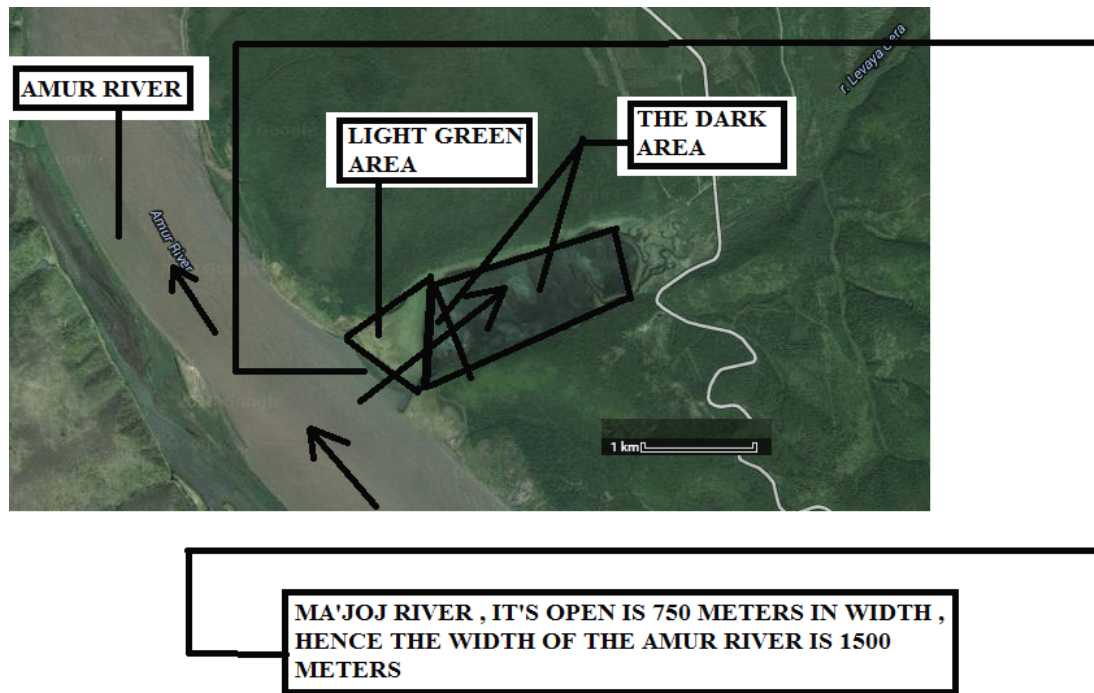 AMUR RIVER
LIGHT GREEN
AREA
THE DARK
AREA
r. Levaya Gera
Amur River
1 km
MA'JOJ RIVER , IT'S OPEN IS 750 METERS IN WIDTH ,
HENCE THE WIDTH OF THE AMUR RIVER IS 1500
METERS